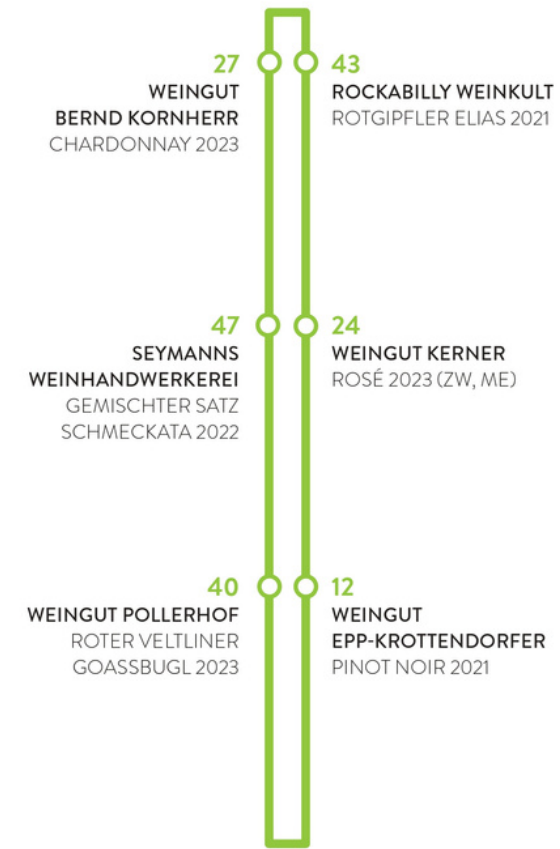 27
WEINGUT
BERND KORNHERR
CHARDONNAY 2023
43
ROCKABILLY WEINKULT
ROTGIPFLER ELIAS 2021
47
SEYMANNS
WEINHANDWERKEREI
GEMISCHTER SATZ
SCHMECKATA 2022
24
WEINGUT KERNER
ROSÉ 2023 (ZW, ME)
40
WEINGUT POLLERHOF
ROTER VELTLINER
GOASSBUGL 2023
12
WEINGUT
EPP-KROTTENDORFER
PINOT NOIR 2021